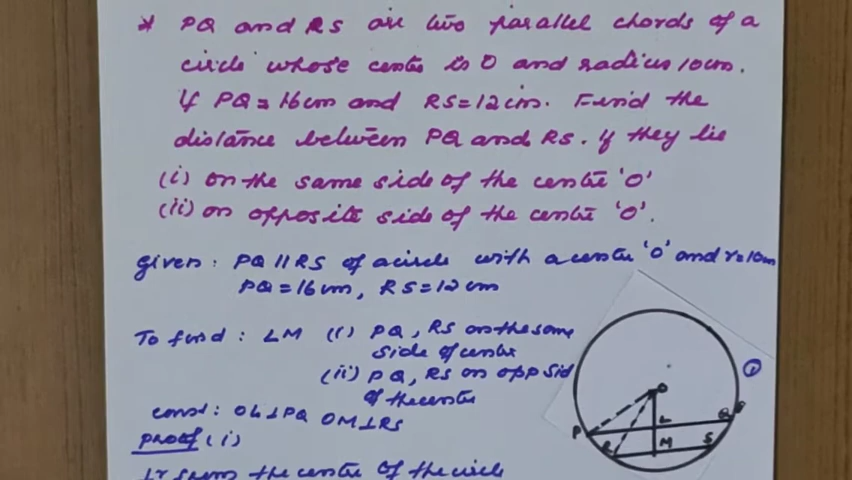 * PQ and RS are two parallel chords of a
circle whose centre is O and radius 10cm.
If PQ = 16cm and RS = 12cm. Find the
distance between PQ and RS. If they lie
(i) on the same side of the centre 'O'
(ii) on opposite side of the centre 'O'.
Given: PQ || RS of a circle with a centre 'O' and r=10cm
PQ = 16cm, RS = 12cm
To find: LM (i) PQ, RS on the same
side of centre
(ii) PQ, RS on opp sid
of the centre
const: OL⊥PQ OM⊥RS
proof (i)
⊥r from the centre of the circle
①
O
P L Q
R M S